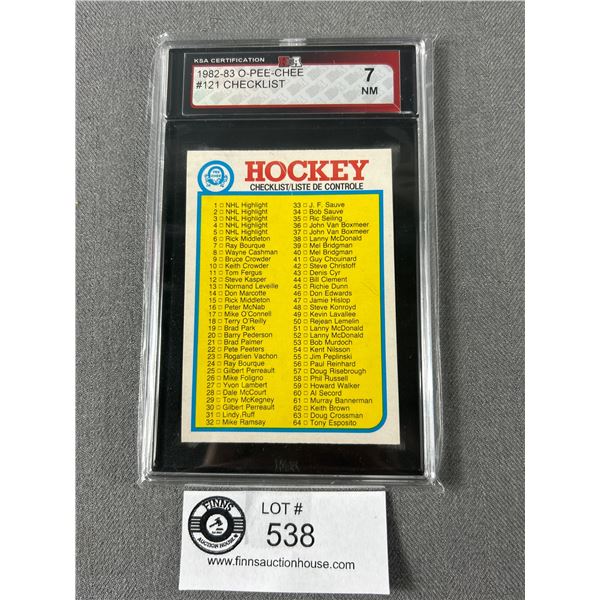 KSA CERTIFICATION
1982-83 O-PEE-CHEE
#121 CHECKLIST
7
NM
HOCKEY
CHECKLIST/LISTE DE CONTROLE
1 □ NHL Highlight
2 □ NHL Highlight
3 □ NHL Highlight
4 □ NHL Highlight
5 □ NHL Highlight
6 □ Rick Middleton
7 □ Ray Bourque
8 □ Wayne Cashman
9 □ Bruce Crowder
10 □ Keith Crowder
11 □ Tom Fergus
12 □ Steve Kasper
13 □ Normand Leveille
14 □ Don Marcotte
15 □ Rick Middleton
16 □ Peter McNab
17 □ Mike O'Connell
18 □ Terry O'Reilly
19 □ Brad Park
20 □ Barry Pederson
21 □ Brad Palmer
22 □ Pete Peeters
23 □ Rogatien Vachon
24 □ Ray Bourque
25 □ Gilbert Perreault
26 □ Mike Foligno
27 □ Yvon Lambert
28 □ Dale McCourt
29 □ Tony McKegney
30 □ Gilbert Perreault
31 □ Lindy Ruff
32 □ Mike Ramsay
33 □ J. F. Sauve
34 □ Bob Sauve
35 □ Ric Seiling
36 □ John Van Boxmeer
37 □ John Van Boxmeer
38 □ Lanny McDonald
39 □ Mel Bridgman
40 □ Mel Bridgman
41 □ Guy Chouinard
42 □ Steve Christoff
43 □ Denis Cyr
44 □ Bill Clement
45 □ Richie Dunn
46 □ Don Edwards
47 □ Jamie Hislop
48 □ Steve Konroyd
49 □ Kevin Lavallee
50 □ Rejean Lemelin
51 □ Lanny McDonald
52 □ Lanny McDonald
53 □ Bob Murdoch
54 □ Kent Nilsson
55 □ Jim Peplinski
56 □ Paul Reinhard
57 □ Doug Risebrough
58 □ Phil Russell
59 □ Howard Walker
60 □ Al Secord
61 □ Murray Bannerman
62 □ Keith Brown
63 □ Doug Crossman
64 □ Tony Esposito
FINNS
AUCTION HOUSE
LOT #
538
www.finnsauctionhouse.com